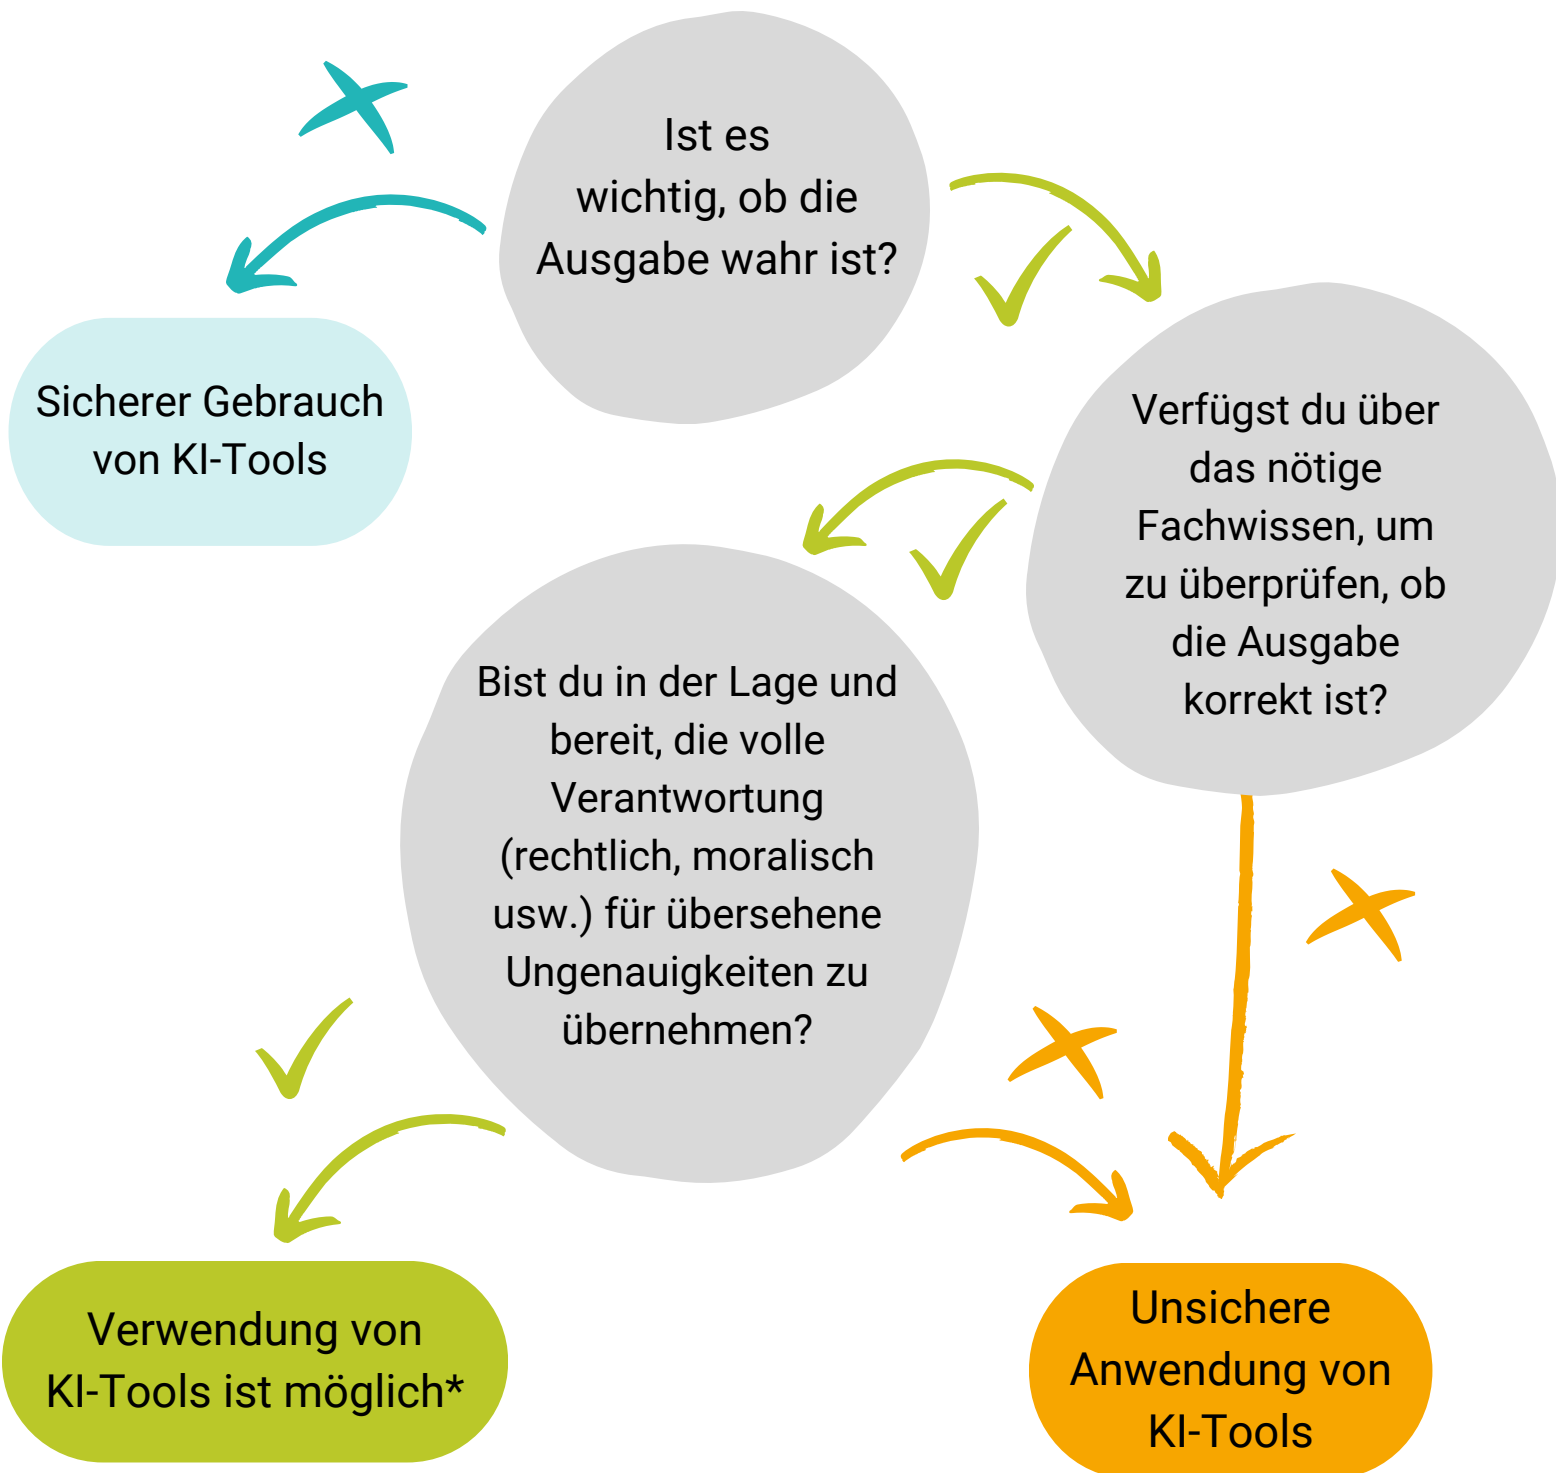 Ist es
wichtig, ob die
Ausgabe wahr ist?
Sicherer Gebrauch
von KI-Tools
Verfügst du über
das nötige
Fachwissen, um
zu überprüfen, ob
die Ausgabe
korrekt ist?
Bist du in der Lage und
bereit, die volle
Verantwortung
(rechtlich, moralisch
usw.) für übersehene
Ungenauigkeiten zu
übernehmen?
Verwendung von
KI-Tools ist möglich*
Unsichere
Anwendung von
KI-Tools